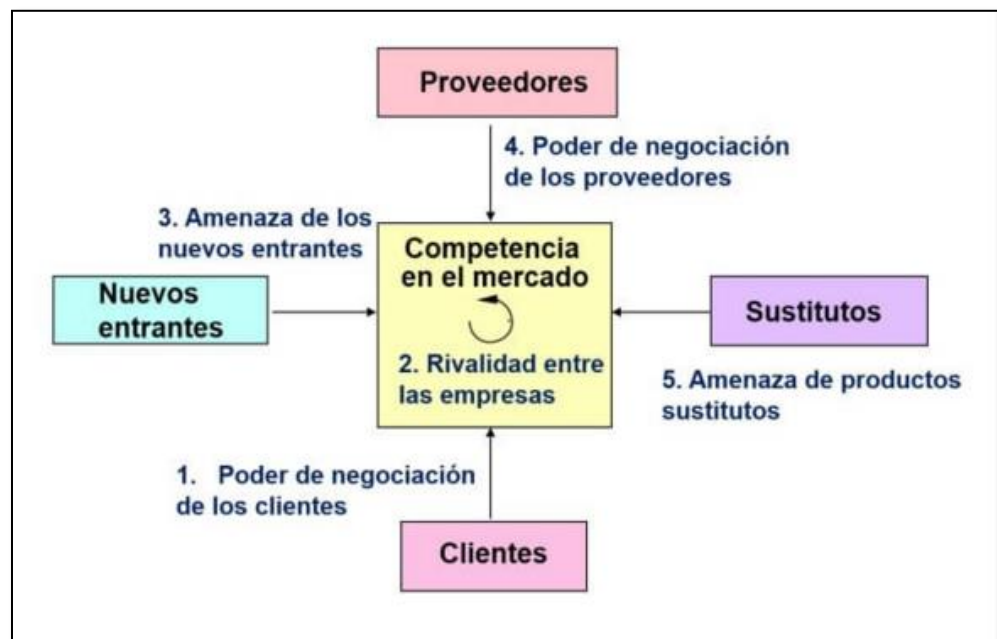 Proveedores
4. Poder de negociación
de los proveedores
3. Amenaza de los
nuevos entrantes
Competencia
en el mercado
Nuevos
entrantes
Sustitutos
2. Rivalidad entre
las empresas
5. Amenaza de productos
sustitutos
1. Poder de negociación
de los clientes
Clientes